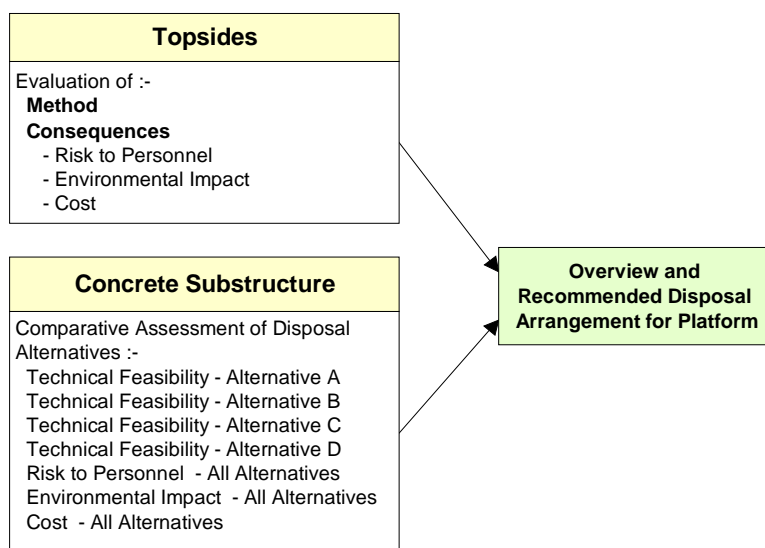 Topsides
Evaluation of :-
Method
Consequences
- Risk to Personnel
- Environmental Impact
- Cost
Concrete Substructure
Comparative Assessment of Disposal
Alternatives :-
Technical Feasibility - Alternative A
Technical Feasibility - Alternative B
Technical Feasibility - Alternative C
Technical Feasibility - Alternative D
Risk to Personnel - All Alternatives
Environmental Impact - All Alternatives
Cost - All Alternatives
Overview and
Recommended Disposal
Arrangement for Platform